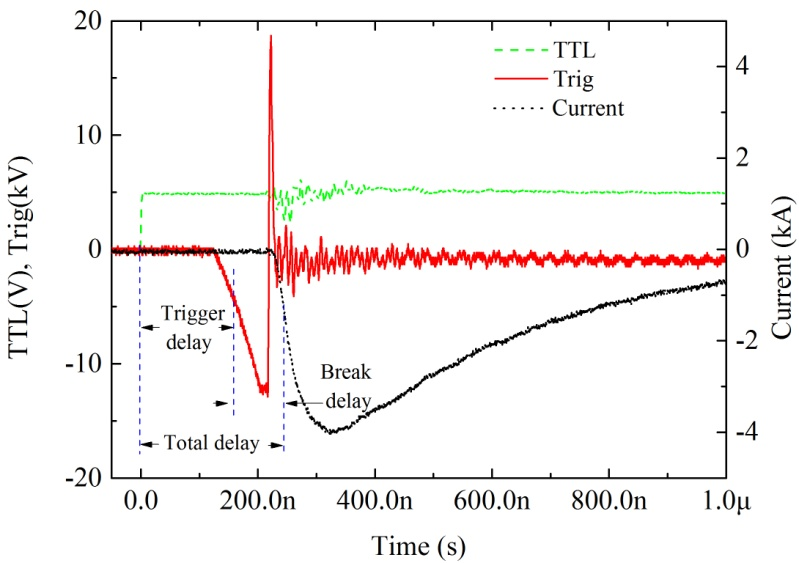 20
10
0
-10
-20
TTL(V), Trig(kV)
TTL
Trig
Current
4
2
0
-2
-4
Current (kA)
Trigger
delay
Break
delay
Total delay
0.0
200.0n
400.0n
600.0n
800.0n
1.0μ
Time (s)